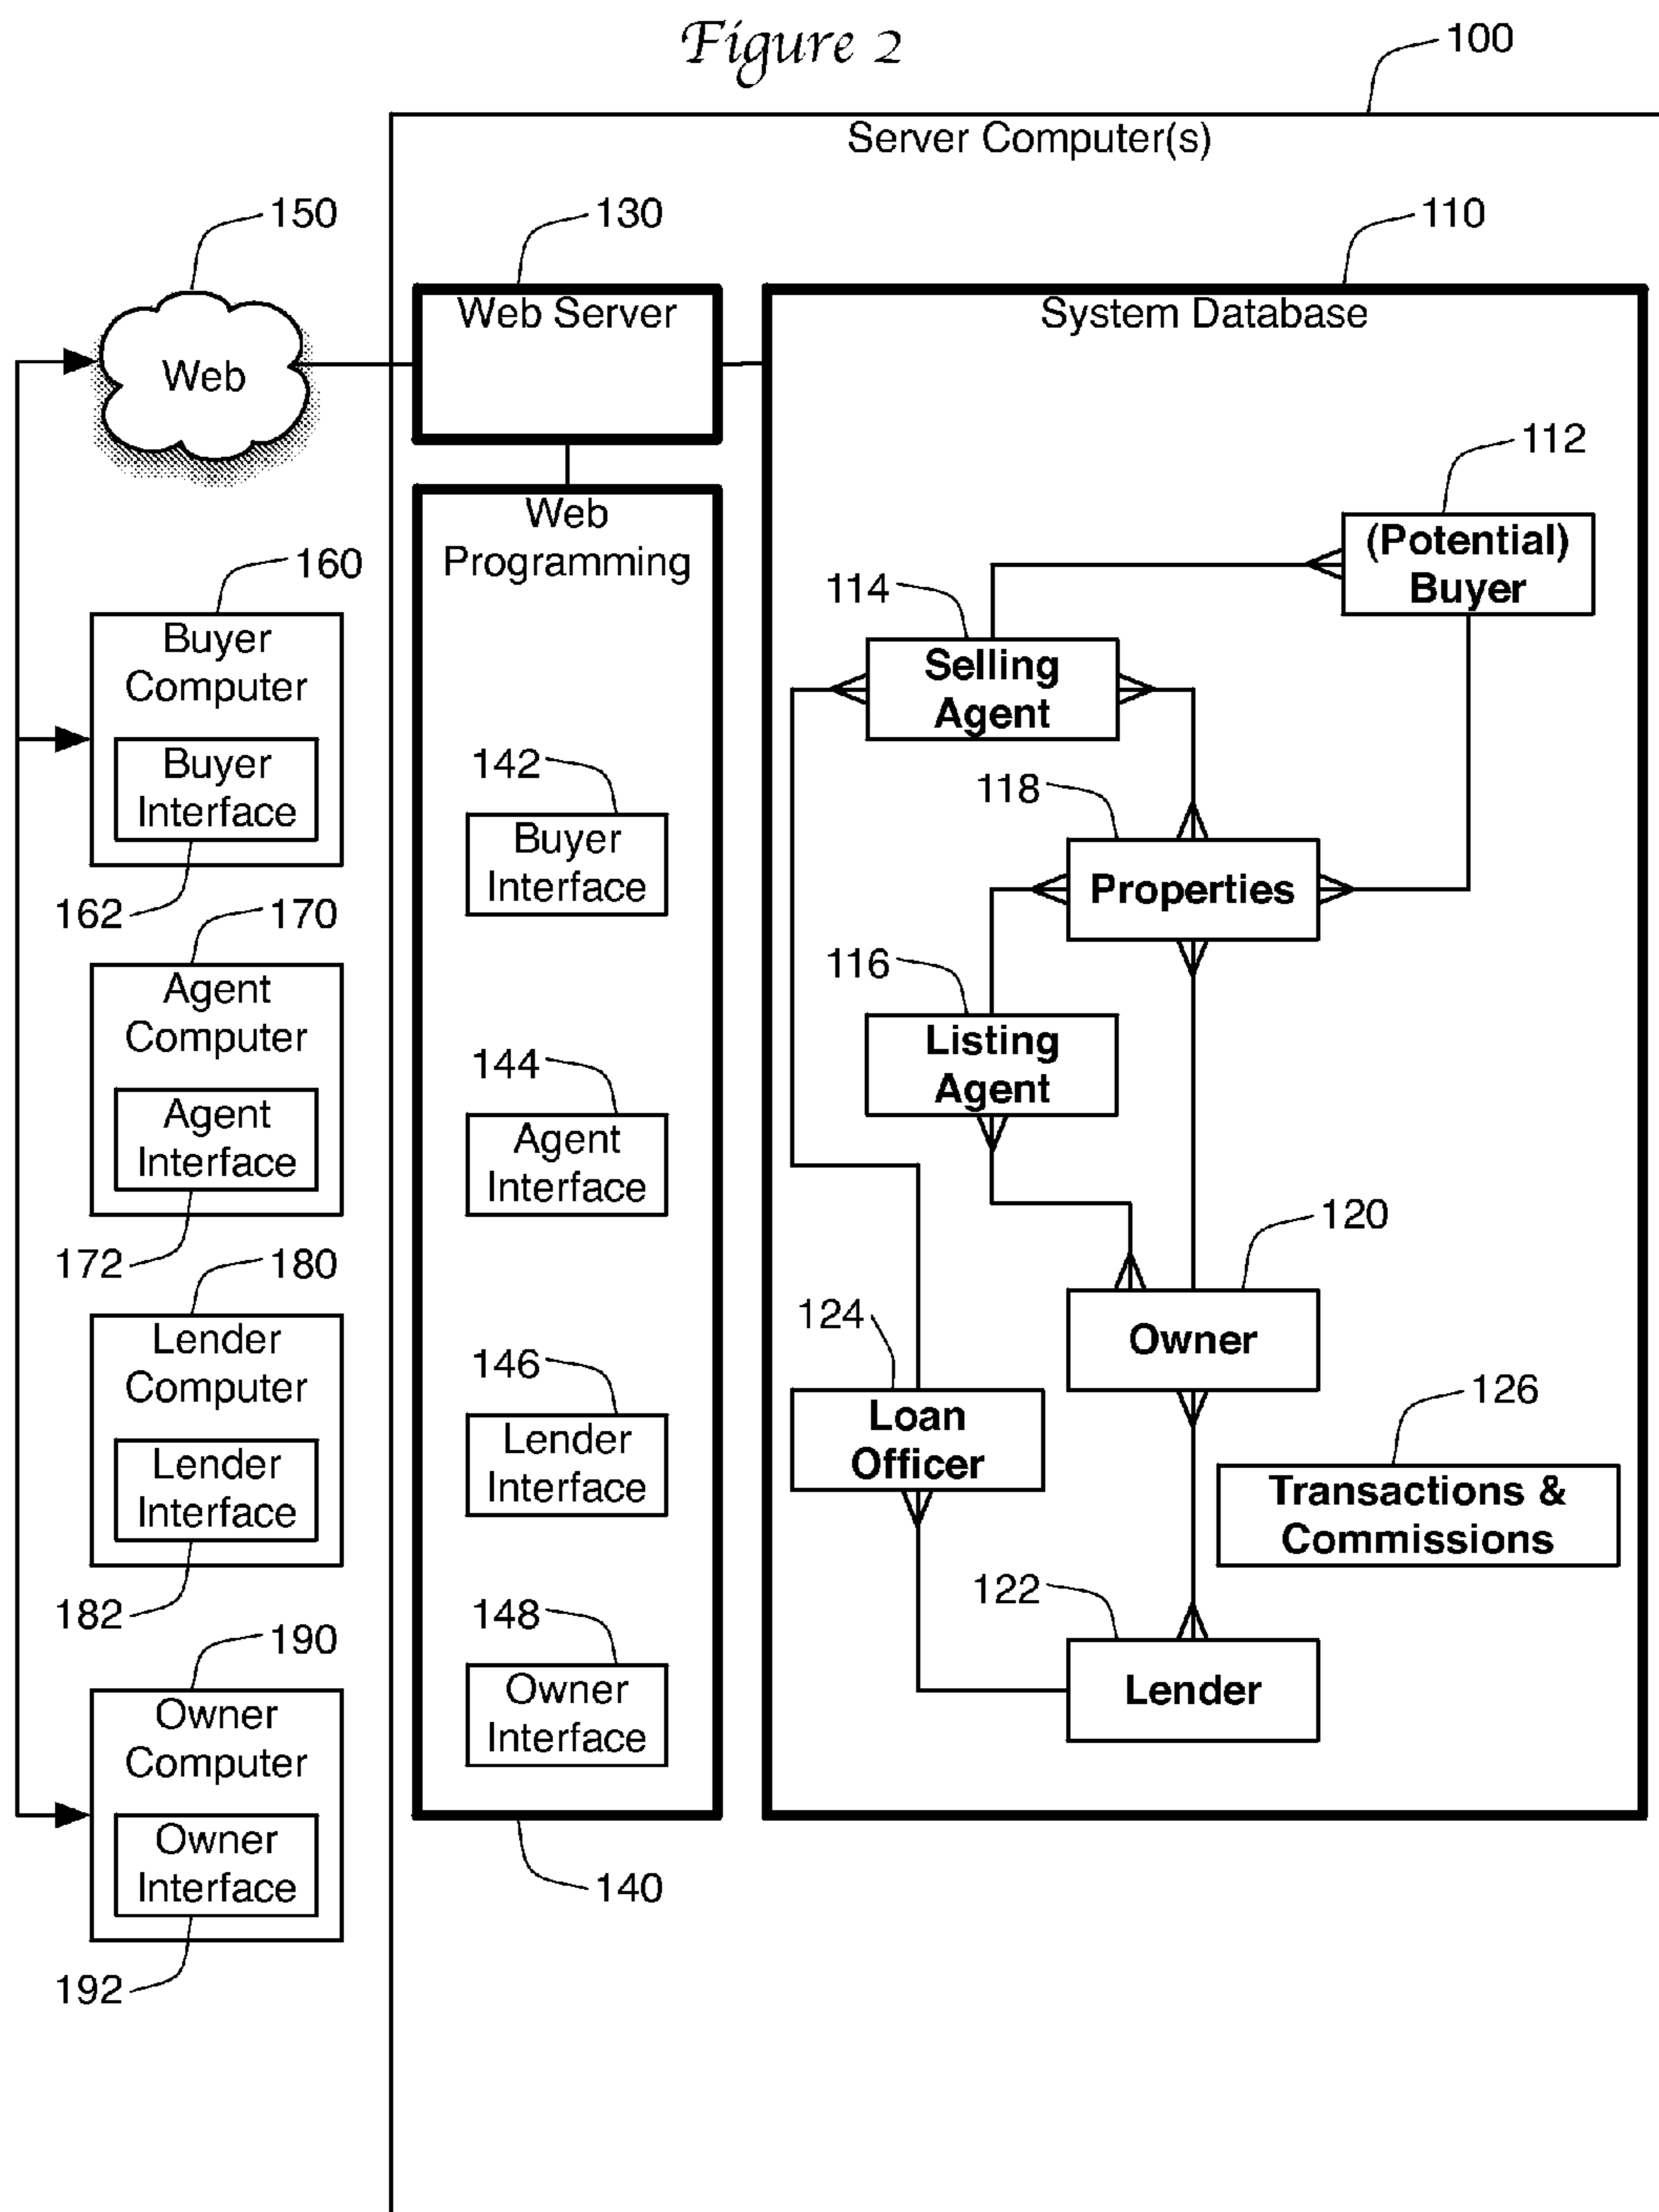 Figure 2
100
Server Computer(s)
150
130
110
Web
Web Server
System Database
112
(Potential)
Buyer
114
Selling
Agent
118
Properties
116
Listing
Agent
120
Owner
124
Loan
Officer
126
Transactions &
Commissions
122
Lender
Web
Programming
142
Buyer
Interface
144
Agent
Interface
146
Lender
Interface
148
Owner
Interface
140
160
Buyer
Computer
Buyer
Interface
162
170
Agent
Computer
Agent
Interface
172
180
Lender
Computer
Lender
Interface
182
190
Owner
Computer
Owner
Interface
192